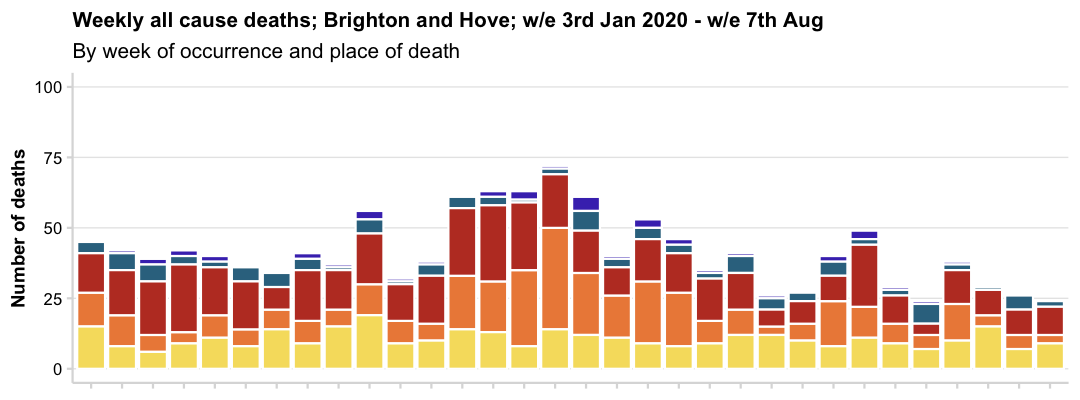 Weekly all cause deaths; Brighton and Hove; w/e 3rd Jan 2020 - w/e 7th Aug
By week of occurrence and place of death
Number of deaths
100
75
50
25
0